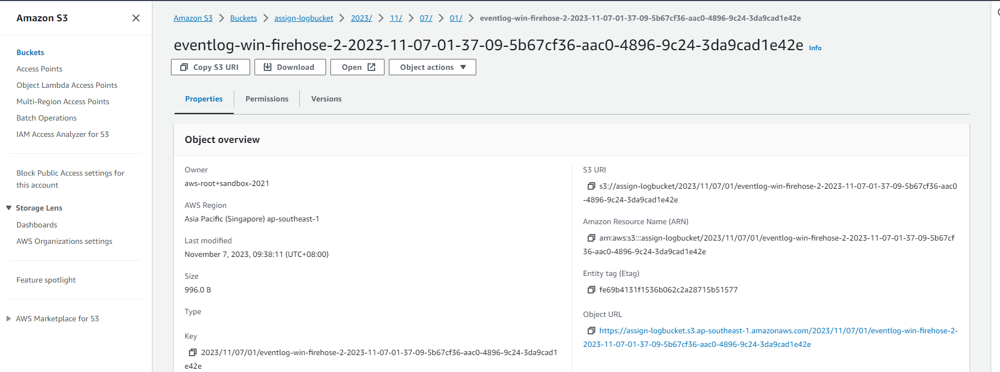 Amazon S3
Buckets
Access Points
Object Lambda Access Points
Multi-Region Access Points
Batch Operations
IAM Access Analyzer for S3
Block Public Access settings for
this account
Storage Lens
Dashboards
AWS Organizations settings
Feature spotlight
AWS Marketplace for S3
Amazon S3 Buckets assign-logbucket 2023/ 11/ 07/ 01/ eventlog-win-firehose-2-2023-11-07-01-37-09-5b67cf36-aac0-4896-9c24-3da9cad1e42e
eventlog-win-firehose-2-2023-11-07-01-37-09-5b67cf36-aac0-4896-9c24-3da9cad1e42e Info
Copy S3 URI Download Open Object actions
Properties Permissions Versions
Object overview
Owner
aws-root+sandbox-2021
AWS Region
Asia Pacific (Singapore) ap-southeast-1
Last modified
November 7, 2023, 09:38:11 (UTC+08:00)
Size
996.0 B
Type
Key
2023/11/07/01/eventlog-win-firehose-2-2023-11-07-01-37-09-5b67cf36-aac0-4896-9c24-3da9cad1
e42e
S3 URI
s3://assign-logbucket/2023/11/07/01/eventlog-win-firehose-2-2023-11-07-01-37-09-5b67cf36-aac0
-4896-9c24-3da9cad1e42e
Amazon Resource Name (ARN)
arn:aws:s3:::assign-logbucket/2023/11/07/01/eventlog-win-firehose-2-2023-11-07-01-37-09-5b67cf
36-aac0-4896-9c24-3da9cad1e42e
Entity tag (Etag)
fe69b4131f1536b062c2a28715b51577
Object URL
https://assign-logbucket.s3.ap-southeast-1.amazonaws.com/2023/11/07/01/eventlog-win-firehose-2-
2023-11-07-01-37-09-5b67cf36-aac0-4896-9c24-3da9cad1e42e